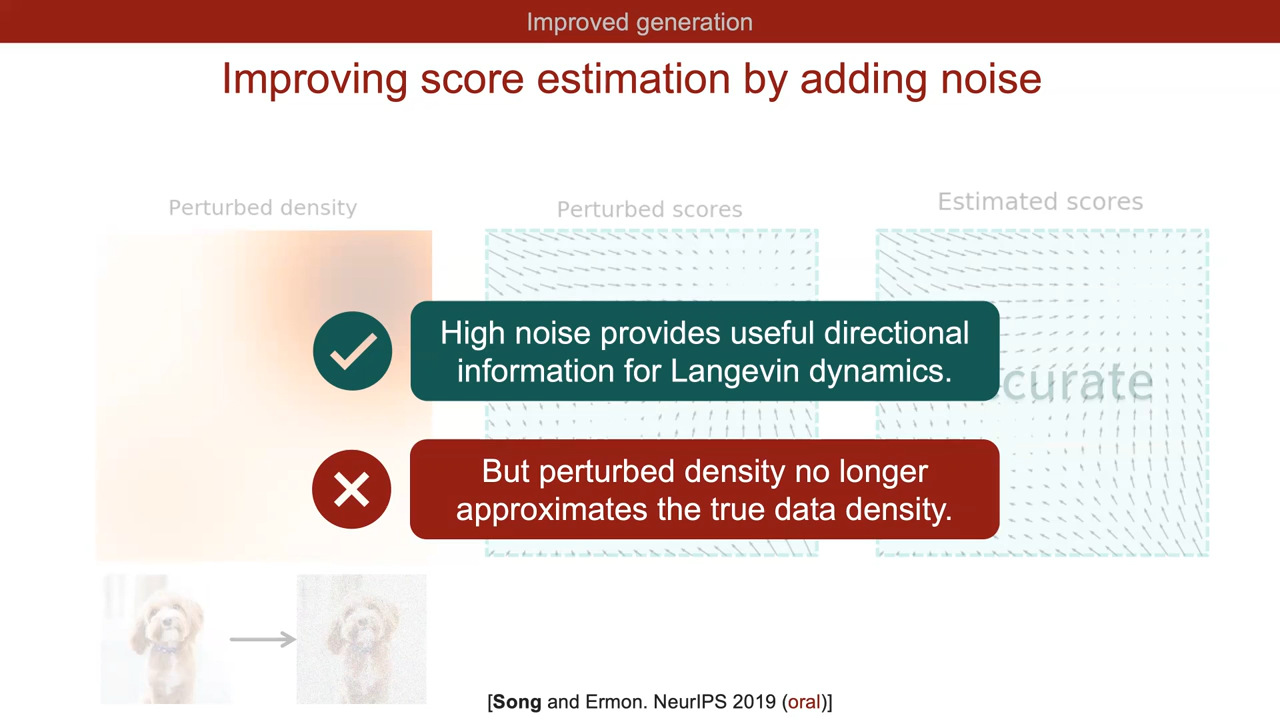 Improved generation
Improving score estimation by adding noise
Perturbed density
Perturbed scores
Estimated scores
High noise provides useful directional
information for Langevin dynamics.
But perturbed density no longer
approximates the true data density.
[Song and Ermon. NeurIPS 2019 (oral)]